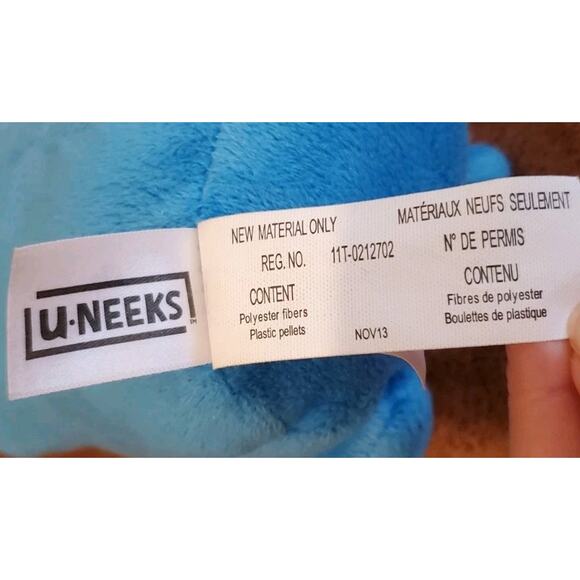 U·NEEKS™
NEW MATERIAL ONLY
REG. NO. 11T-0212702
CONTENT
Polyester fibers
Plastic pellets
NOV13
MATÉRIAUX NEUFS SEULEMENT
N° DE PERMIS
CONTENU
Fibres de polyester
Boulettes de plastique